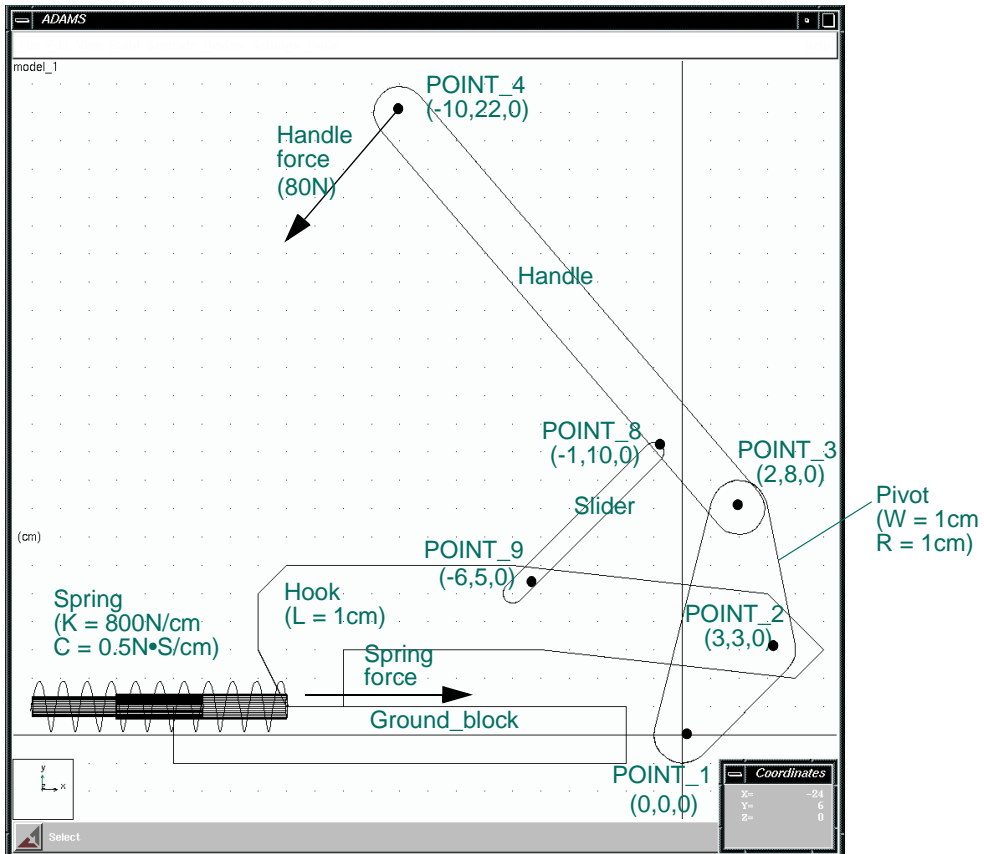 ADAMS
model_1
POINT_4
(-10,22,0)
Handle
force
(80N)
Handle
POINT_8
(-1,10,0)
POINT_3
(2,8,0)
Slider
Pivot
(W = 1cm
R = 1cm)
(cm)
POINT_9
(-6,5,0)
Hook
(L = 1cm)
Spring
(K = 800N/cm
C = 0.5N•S/cm)
POINT_2
(3,3,0)
Spring
force
Ground_block
POINT_1
(0,0,0)
y
z x
Coordinates
X= -24
Y= 6
Z= 0
Select